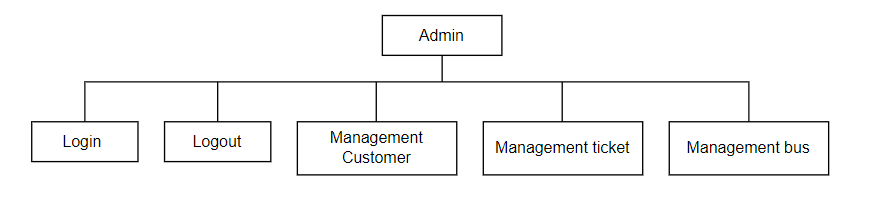 Admin
Login
Logout
Management
Customer
Management ticket
Management bus